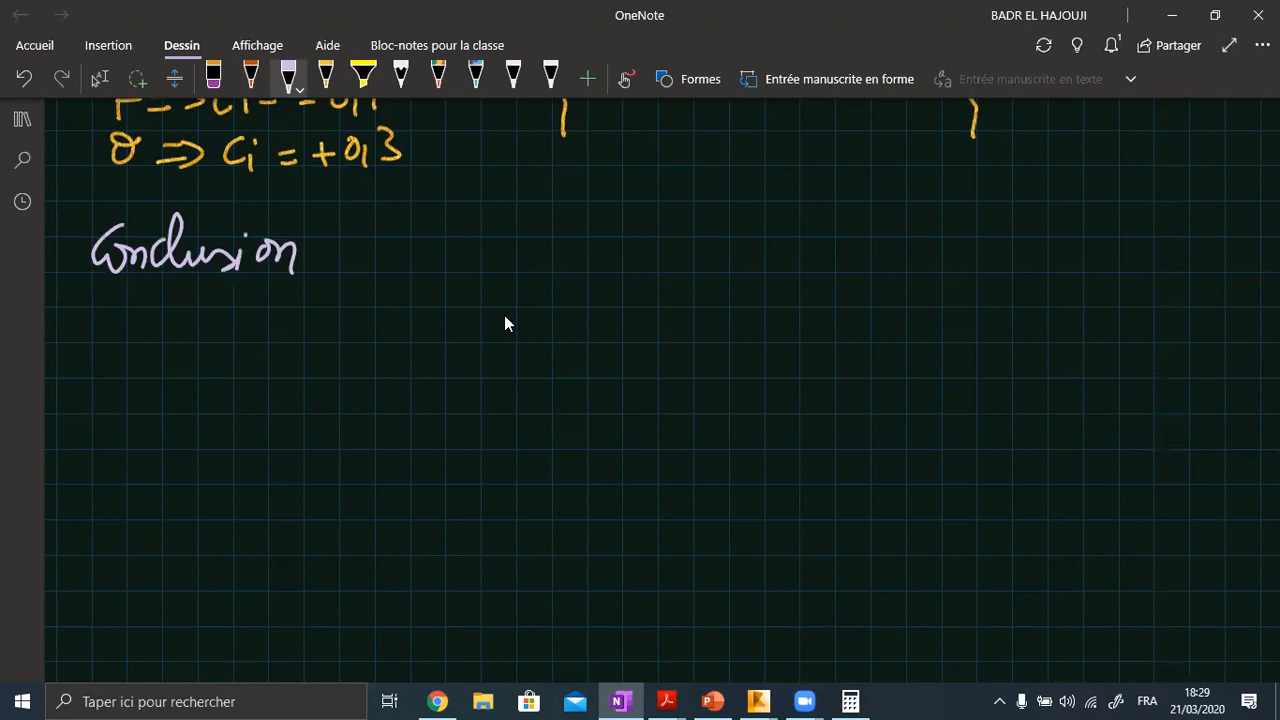 OneNote
BADR EL HAJOUJI
Accueil Insertion Dessin Affichage Aide Bloc-notes pour la classe
Partager
Formes Entrée manuscrite en forme Entrée manuscrite en texte
⇒ Ci = + 0,3
Conclusion
Taper ici pour rechercher
FRA
18:29
21/03/2020